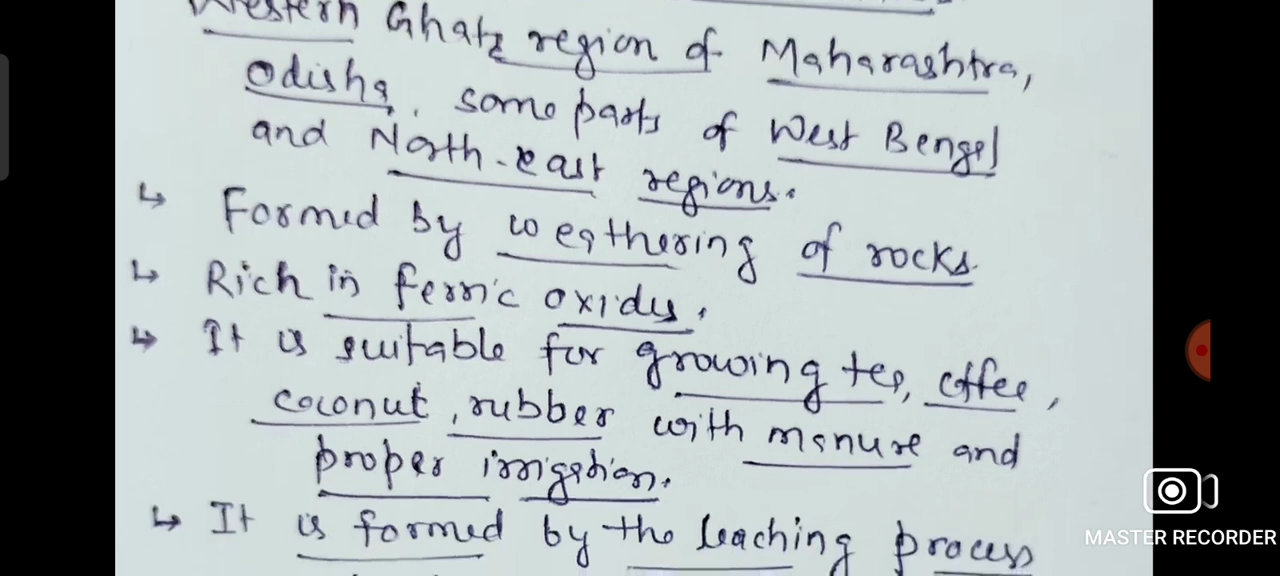 Western Ghats region of Maharashtra,
Odisha, some parts of West Bengal
and North-east regions.
↳ Formed by weathering of rocks.
↳ Rich in ferric oxides.
↳ It is suitable for growing tea, coffee,
coconut, rubber with manure and
proper irrigation.
↳ It is formed by the leaching process
MASTER RECORDER